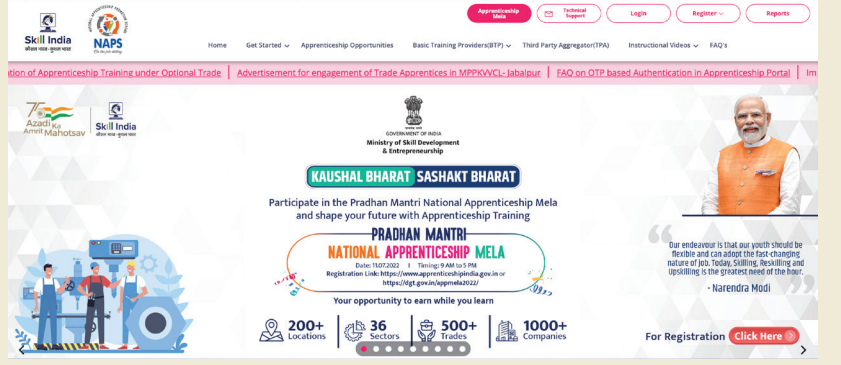 Apprenticeship
Mela
Technical
Support
Login
Register
Reports
Skill India
कौशल भारत - कुशल भारत
NAPS
Home Get Started Apprenticeship Opportunities Basic Training Providers(BTP) Third Party Aggregator(TPA) Instructional Videos FAQ's
tion of Apprenticeship Training under Optional Trade | Advertisement for engagement of Trade Apprentices in MPPKVVCL- Jabalpur | FAQ on OTP based Authentication in Apprenticeship Portal | Im
75
Azadi Ka
Amrit Mahotsav
Skill India
कौशल भारत - कुशल भारत
GOVERNMENT OF INDIA
Ministry of Skill Development
& Entrepreneurship
KAUSHAL BHARAT SASHAKT BHARAT
Participate in the Pradhan Mantri National Apprenticeship Mela
and shape your future with Apprenticeship Training
PRADHAN MANTRI
NATIONAL APPRENTICESHIP MELA
Date: 11.07.2022 | Timing: 9 AM to 5 PM
Registration Link: https://www.apprenticeshipindia.gov.in or
https://dgt.gov.in/appmela2022/
Your opportunity to earn while you learn
200+
Locations
36
Sectors
500+
Trades
1000+
Companies
Our endeavour is that our youth should be
flexible and can adopt the fast-changing
nature of job. Today, Skilling, Reskilling and
Upskilling is the greatest need of the hour.
- Narendra Modi
For Registration Click Here